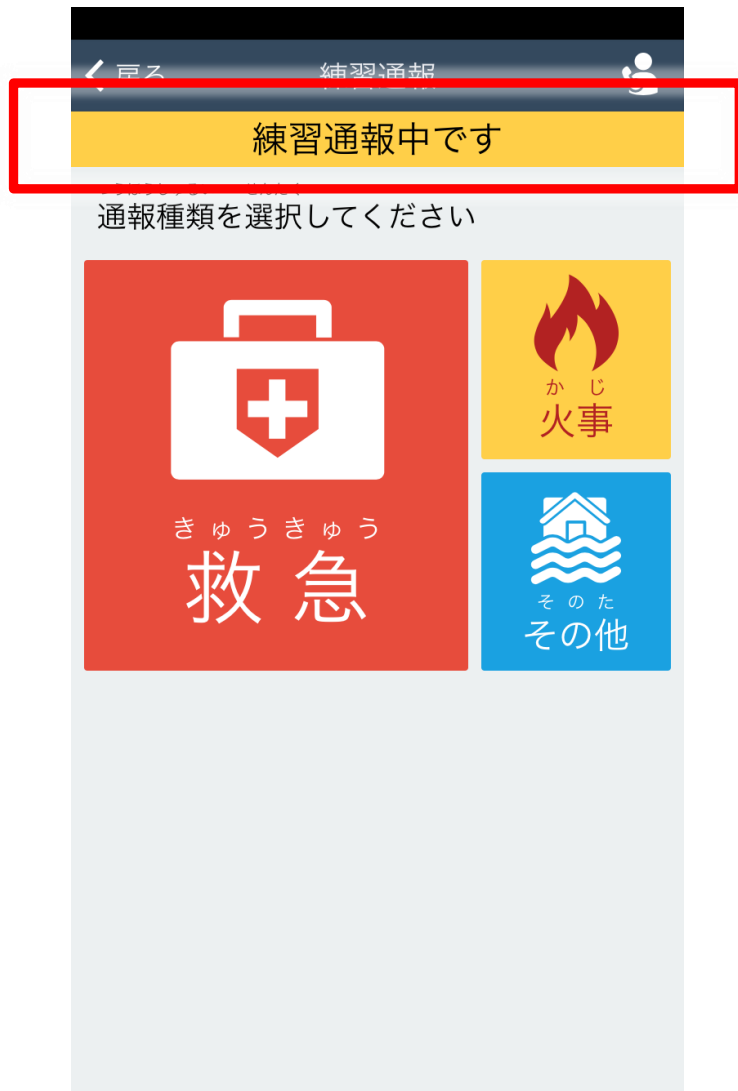 戻る 練習通報
練習通報中です
通報種類を選択してください
かじ
火事
きゅうきゅう
救急
そのた
その他